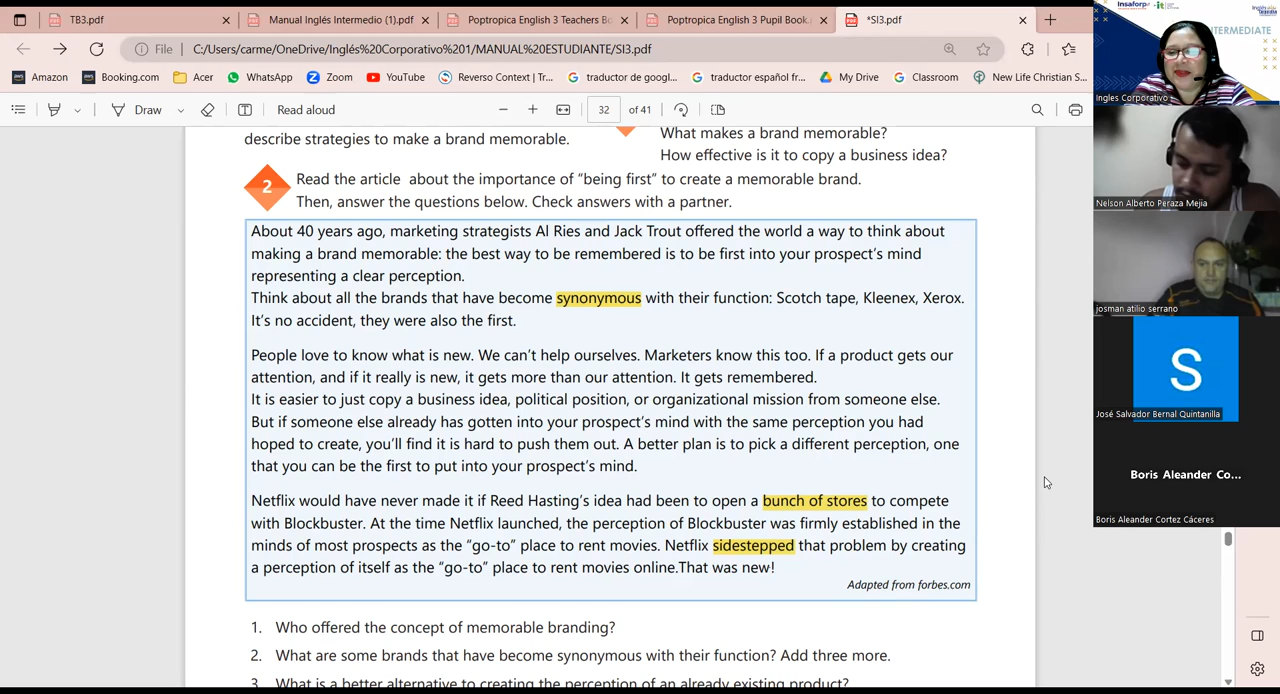 TB3.pdf
Manual Inglés Intermedio (1).pdf
Poptropica English 3 Teachers Bo
Poptropica English 3 Pupil Book.
*SI3.pdf
File
C:/Users/carme/OneDrive/Inglés%20Corporativo%201/MANUAL%20ESTUDIANTE/SI3.pdf
Amazon
Booking.com
Acer
WhatsApp
Zoom
YouTube
Reverso Context | Tr...
traductor de googl...
traductor español fr...
My Drive
Classroom
New Life Christian S...
Draw
Read aloud
32
of 41
describe strategies to make a brand memorable.
What makes a brand memorable?
How effective is it to copy a business idea?
2
Read the article about the importance of “being first” to create a memorable brand.
Then, answer the questions below. Check answers with a partner.
About 40 years ago, marketing strategists Al Ries and Jack Trout offered the world a way to think about
making a brand memorable: the best way to be remembered is to be first into your prospect’s mind
representing a clear perception.
Think about all the brands that have become synonymous with their function: Scotch tape, Kleenex, Xerox.
It’s no accident, they were also the first.
People love to know what is new. We can’t help ourselves. Marketers know this too. If a product gets our
attention, and if it really is new, it gets more than our attention. It gets remembered.
It is easier to just copy a business idea, political position, or organizational mission from someone else.
But if someone else already has gotten into your prospect’s mind with the same perception you had
hoped to create, you’ll find it is hard to push them out. A better plan is to pick a different perception, one
that you can be the first to put into your prospect’s mind.
Netflix would have never made it if Reed Hasting’s idea had been to open a bunch of stores to compete
with Blockbuster. At the time Netflix launched, the perception of Blockbuster was firmly established in the
minds of most prospects as the “go-to” place to rent movies. Netflix sidestepped that problem by creating
a perception of itself as the “go-to” place to rent movies online.That was new!
Adapted from forbes.com
1. Who offered the concept of memorable branding?
2. What are some brands that have become synonymous with their function? Add three more.
3. What is a better alternative to creating the perception of an already existing product?
Insaforp
it
TERMEDIATE
Ingles Corporativo
Nelson Alberto Peraza Mejia
josman atilio serrano
S
José Salvador Bernal Quintanilla
Boris Aleander Co...
Boris Aleander Cortez Cáceres